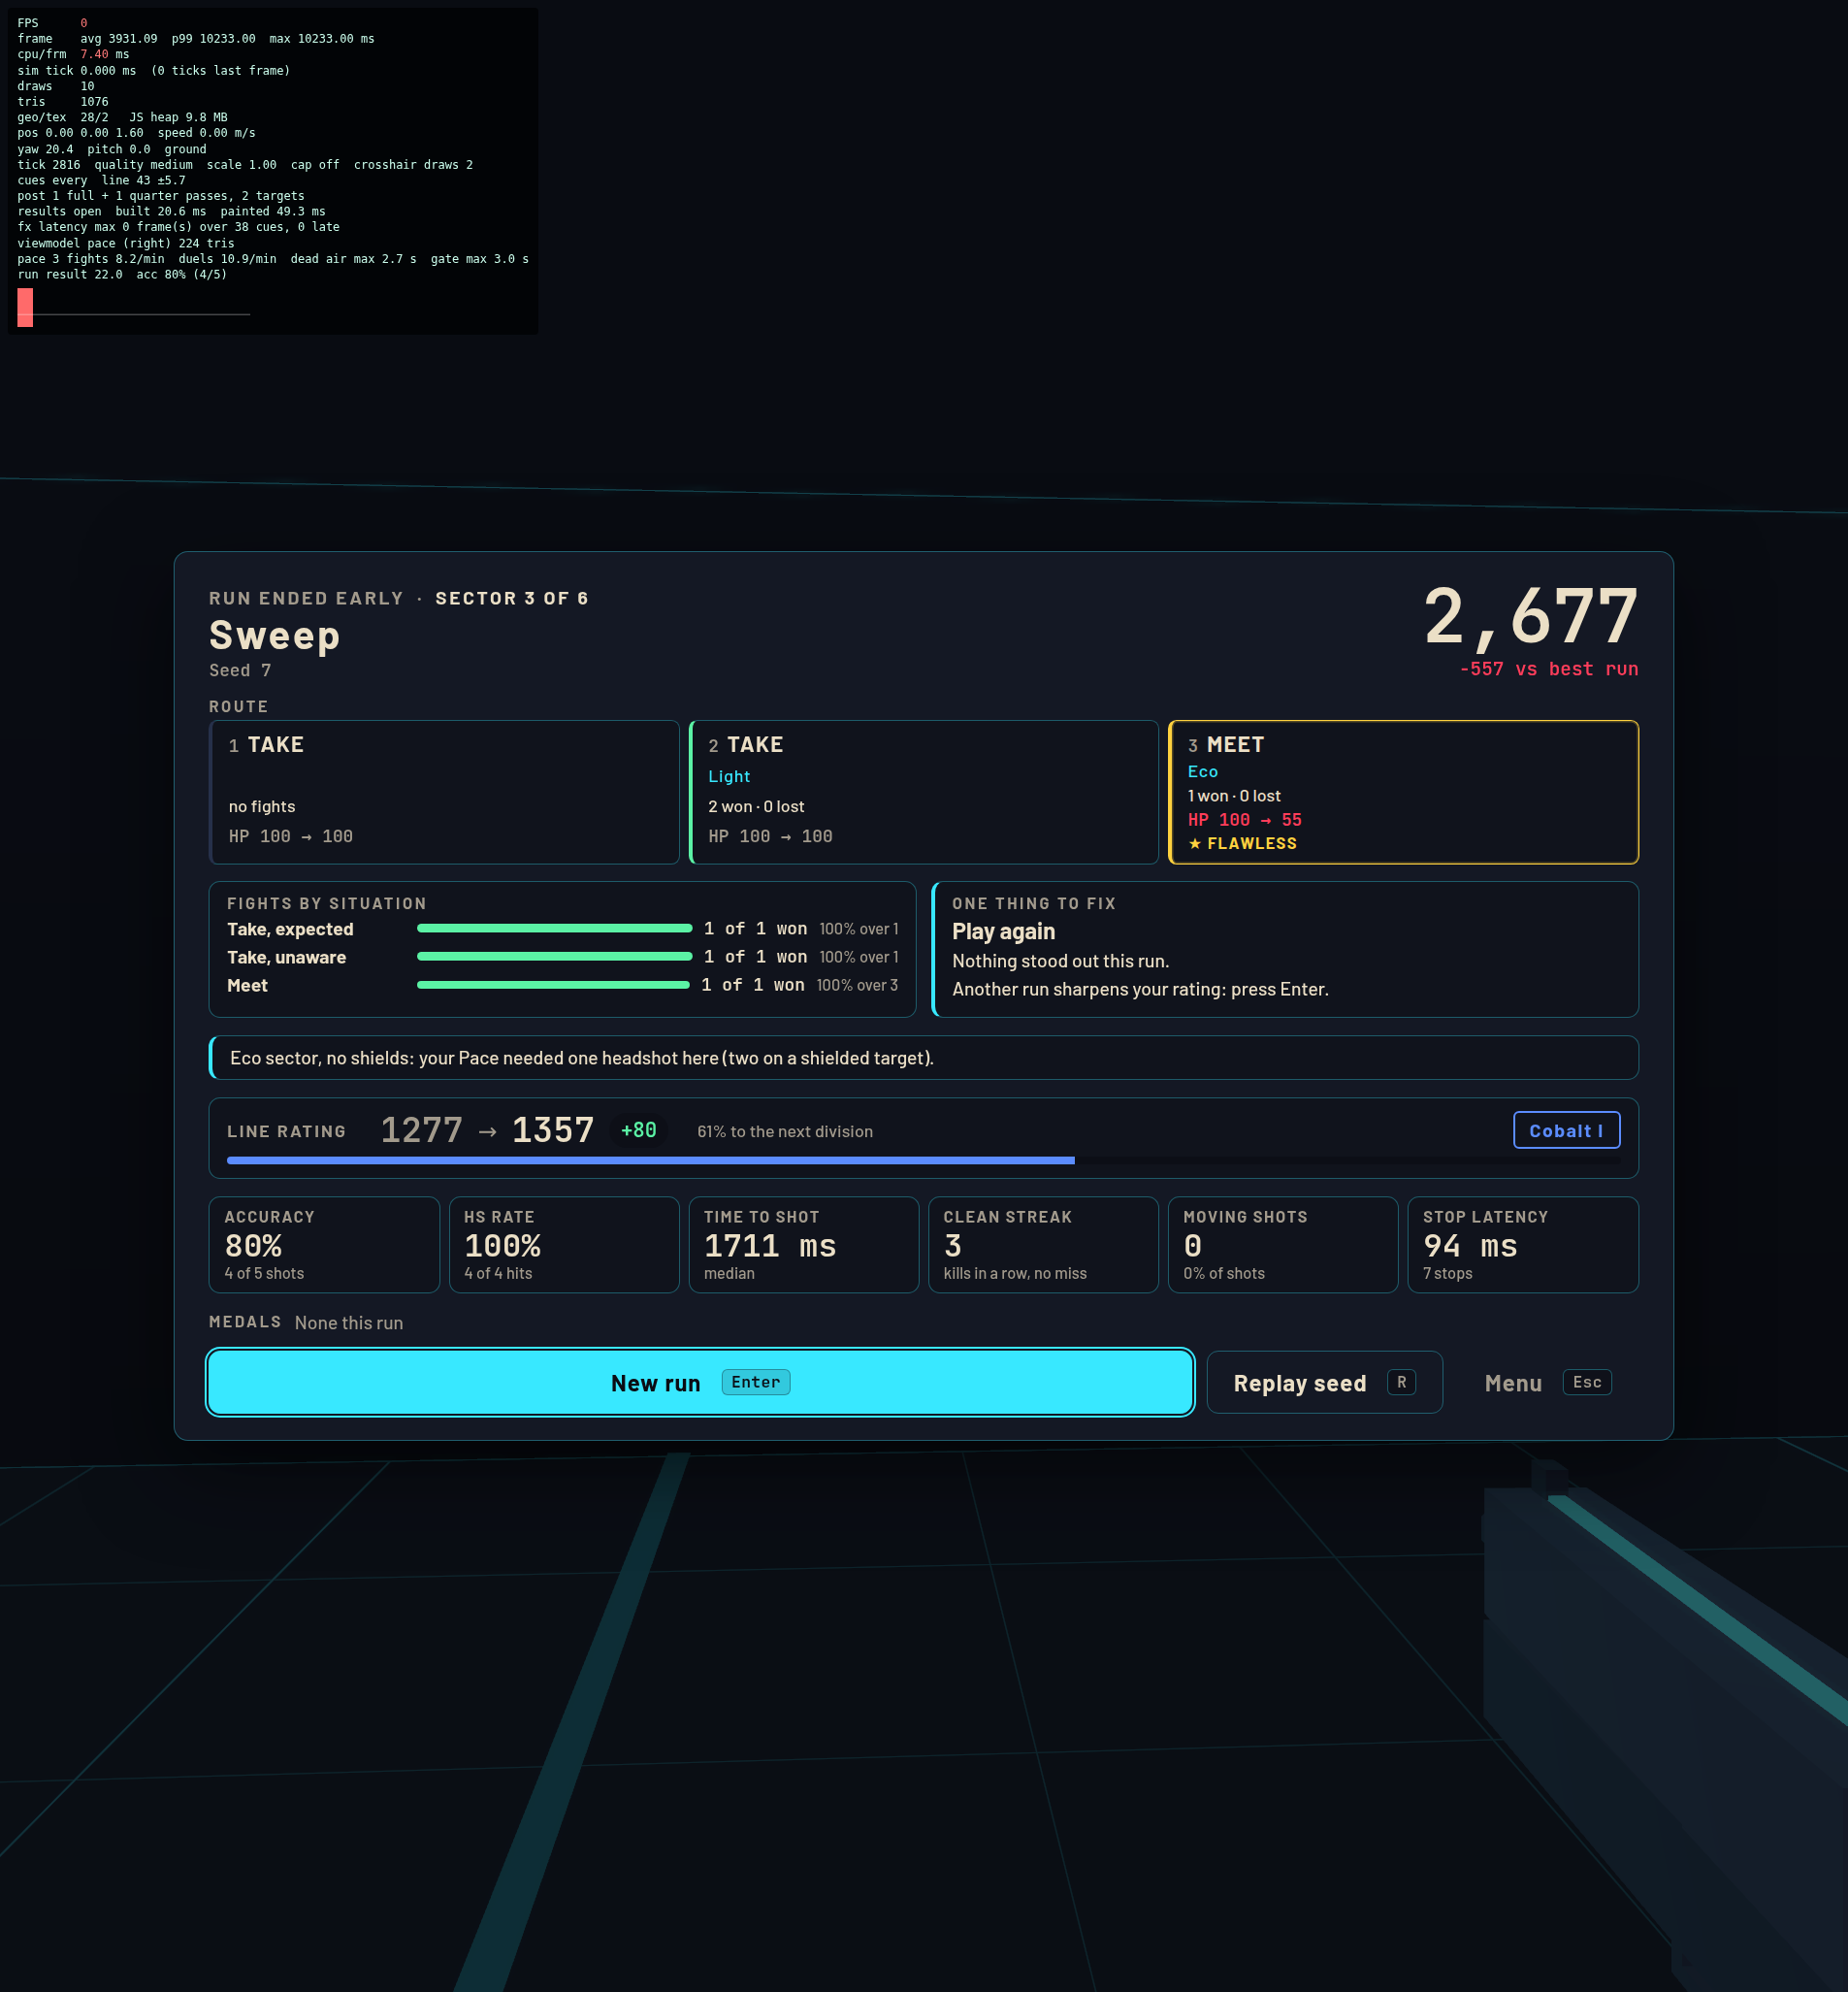 FPS 0
frame avg 3931.09 p99 10233.00 max 10233.00 ms
cpu/frm 7.40 ms
sim tick 0.000 ms (0 ticks last frame)
draws 10
tris 1076
geo/tex 28/2 JS heap 9.8 MB
pos 0.00 0.00 1.60 speed 0.00 m/s
yaw 20.4 pitch 0.0 ground
tick 2816 quality medium scale 1.00 cap off crosshair draws 2
cues every line 43 ±5.7
post 1 full + 1 quarter passes, 2 targets
results open built 20.6 ms painted 49.3 ms
fx latency max 0 frame(s) over 38 cues, 0 late
viewmodel pace (right) 224 tris
pace 3 fights 8.2/min duels 10.9/min dead air max 2.7 s gate max 3.0 s
run result 22.0 acc 80% (4/5)
RUN ENDED EARLY · SECTOR 3 OF 6
Sweep
Seed 7
2,677
-557 vs best run
ROUTE
1 TAKE
no fights
HP 100 → 100
2 TAKE
Light
2 won · 0 lost
HP 100 → 100
3 MEET
Eco
1 won · 0 lost
HP 100 → 55
★ FLAWLESS
FIGHTS BY SITUATION
Take, expected 1 of 1 won 100% over 1
Take, unaware 1 of 1 won 100% over 1
Meet 1 of 1 won 100% over 3
ONE THING TO FIX
Play again
Nothing stood out this run.
Another run sharpens your rating: press Enter.
Eco sector, no shields: your Pace needed one headshot here (two on a shielded target).
LINE RATING 1277 → 1357 +80 61% to the next division Cobalt I
ACCURACY
80%
4 of 5 shots
HS RATE
100%
4 of 4 hits
TIME TO SHOT
1711 ms
median
CLEAN STREAK
3
kills in a row, no miss
MOVING SHOTS
0
0% of shots
STOP LATENCY
94 ms
7 stops
MEDALS None this run
New run Enter
Replay seed R
Menu Esc